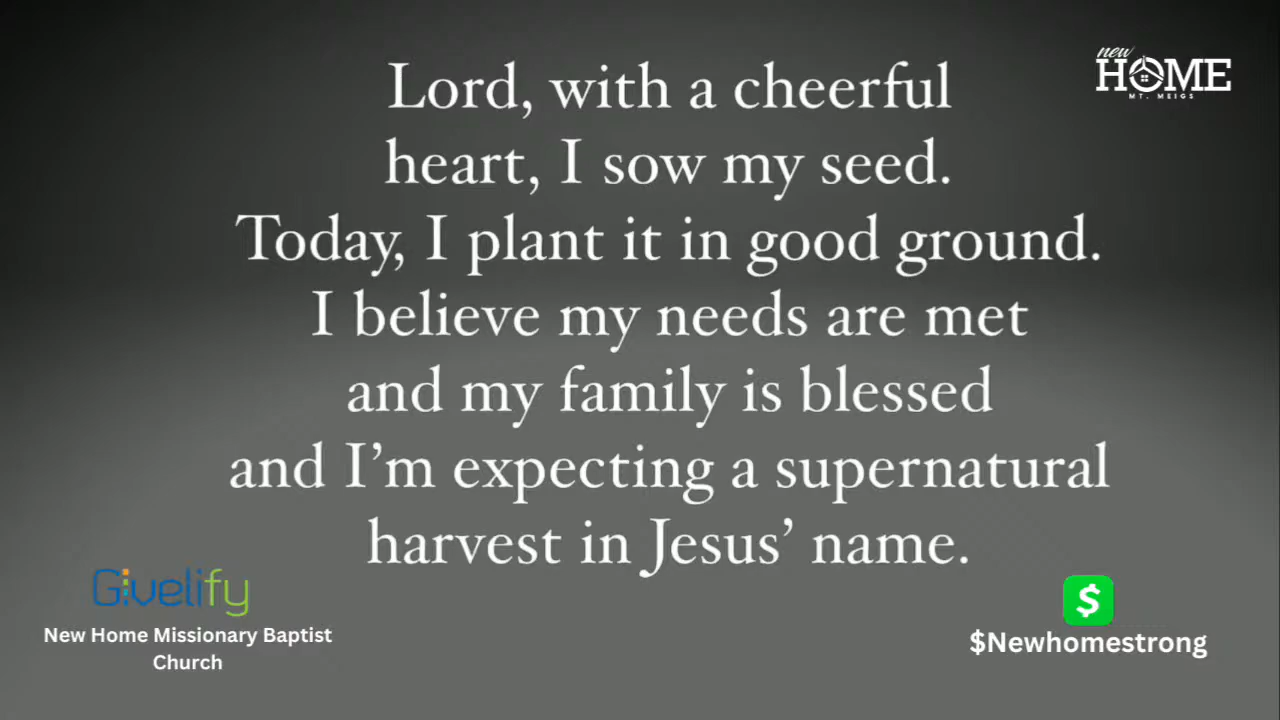 new
HOME
MT. MEIGS
Lord, with a cheerful
heart, I sow my seed.
Today, I plant it in good ground.
I believe my needs are met
and my family is blessed
and I’m expecting a supernatural
harvest in Jesus’ name.
Givelify
New Home Missionary Baptist
Church
$
$Newhomestrong